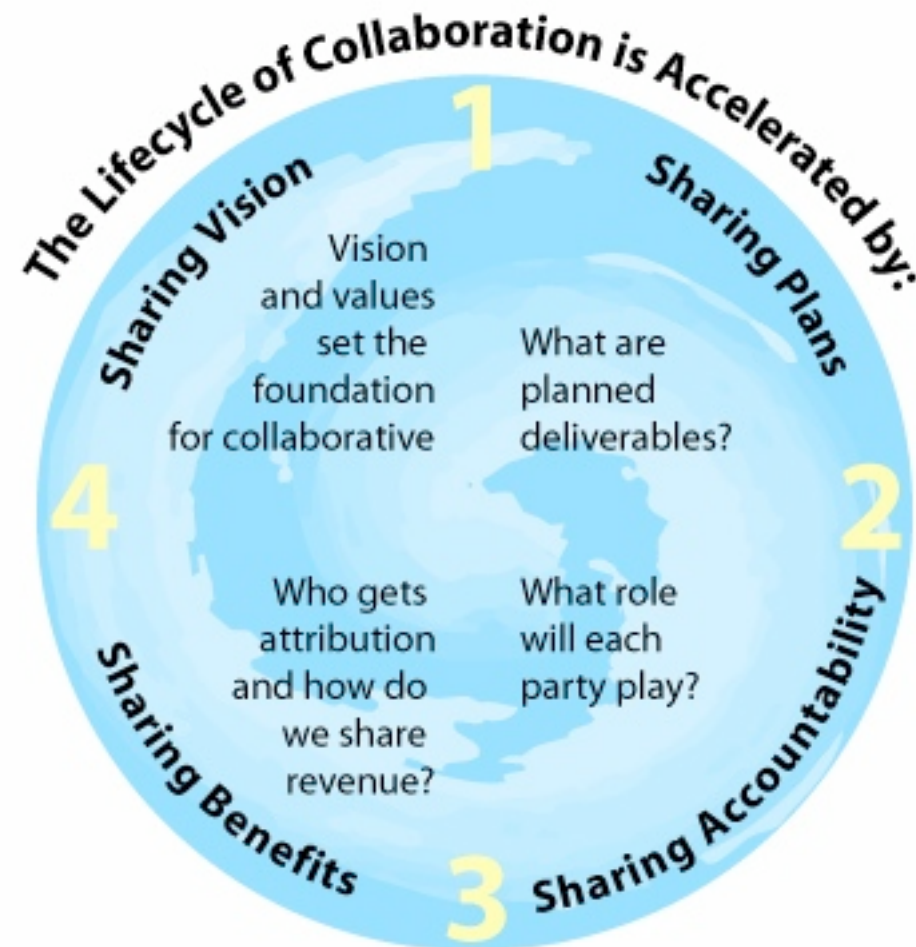 The Lifecycle of Collaboration is Accelerated by:
1
Sharing Vision
Vision
and values
set the
foundation
for collaborative
Sharing Plans
What are
planned
deliverables?
2
Sharing Accountability
What role
will each
party play?
3
Sharing Benefits
Who gets
attribution
and how do
we share
revenue?
4